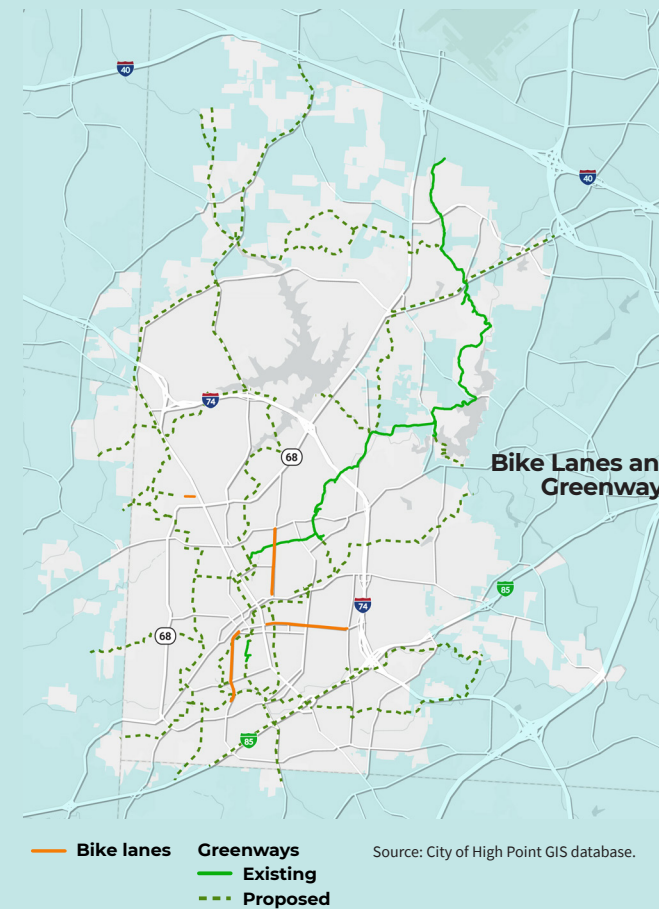 40
40
74
68
Bike Lanes an
Greenway
85
74
68
85
Bike lanes
Greenways
Existing
Proposed
Source: City of High Point GIS database.